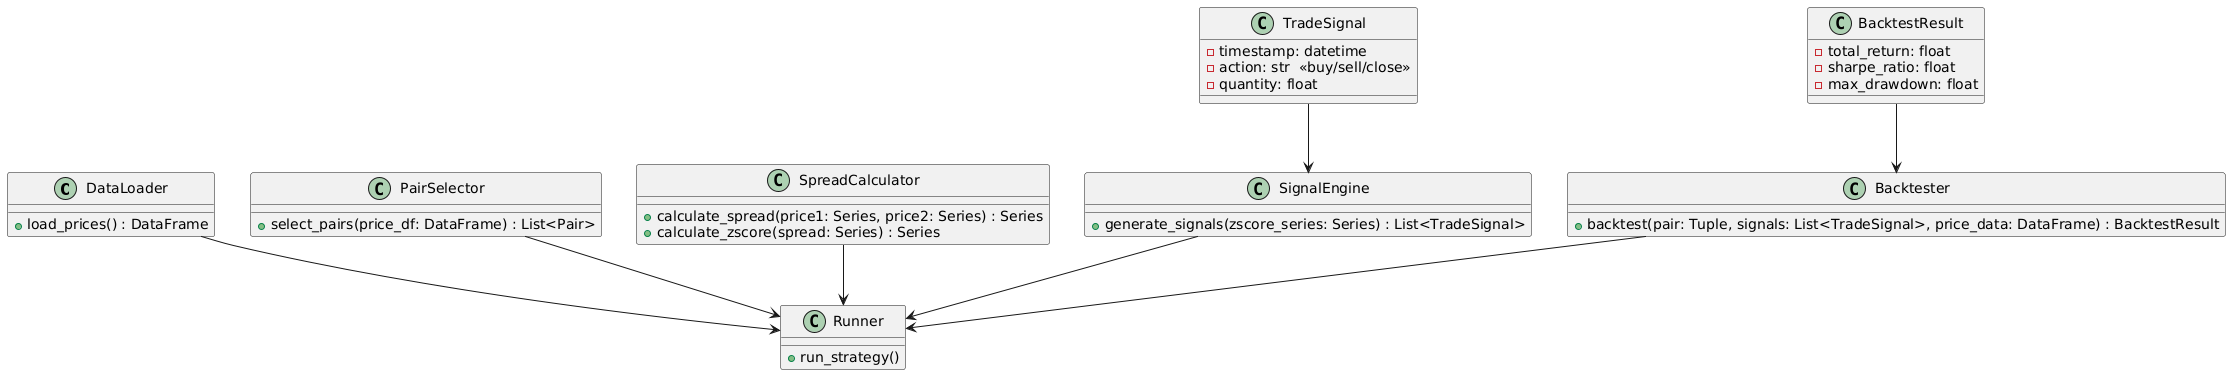 C TradeSignal
timestamp: datetime
action: str «buy/sell/close»
quantity: float
C BacktestResult
total_return: float
sharpe_ratio: float
max_drawdown: float
C DataLoader
load_prices() : DataFrame
C PairSelector
select_pairs(price_df: DataFrame) : List<Pair>
C SpreadCalculator
calculate_spread(price1: Series, price2: Series) : Series
calculate_zscore(spread: Series) : Series
C SignalEngine
generate_signals(zscore_series: Series) : List<TradeSignal>
C Backtester
backtest(pair: Tuple, signals: List<TradeSignal>, price_data: DataFrame) : BacktestResult
C Runner
run_strategy()